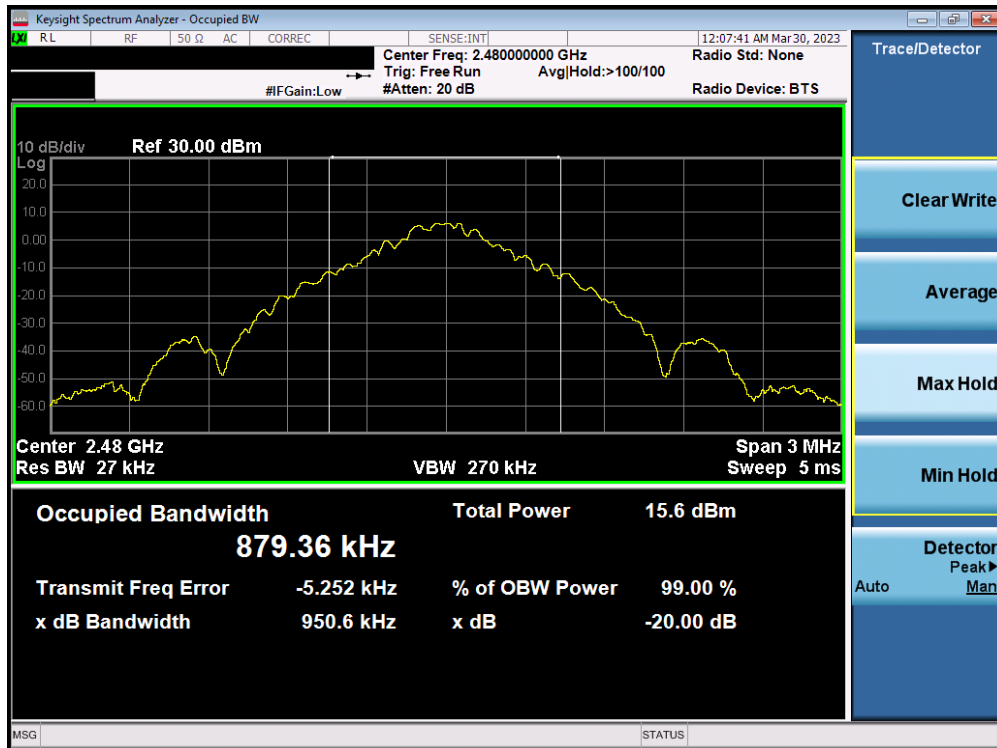 Keysight Spectrum Analyzer - Occupied BW
LXI RL RF 50 Ω AC CORREC SENSE:INT 12:07:41 AM Mar 30, 2023
Center Freq: 2.480000000 GHz Radio Std: None
Trig: Free Run Avg|Hold:>100/100
#IFGain:Low #Atten: 20 dB Radio Device: BTS
10 dB/div Ref 30.00 dBm
Log
20.0
10.0
0.00
-10.0
-20.0
-30.0
-40.0
-50.0
-60.0
Center 2.48 GHz Span 3 MHz
Res BW 27 kHz VBW 270 kHz Sweep 5 ms
Occupied Bandwidth Total Power 15.6 dBm
879.36 kHz
Transmit Freq Error -5.252 kHz % of OBW Power 99.00 %
x dB Bandwidth 950.6 kHz x dB -20.00 dB
MSG STATUS
Trace/Detector
Clear Write
Average
Max Hold
Min Hold
Detector
Peak▶
Auto Man